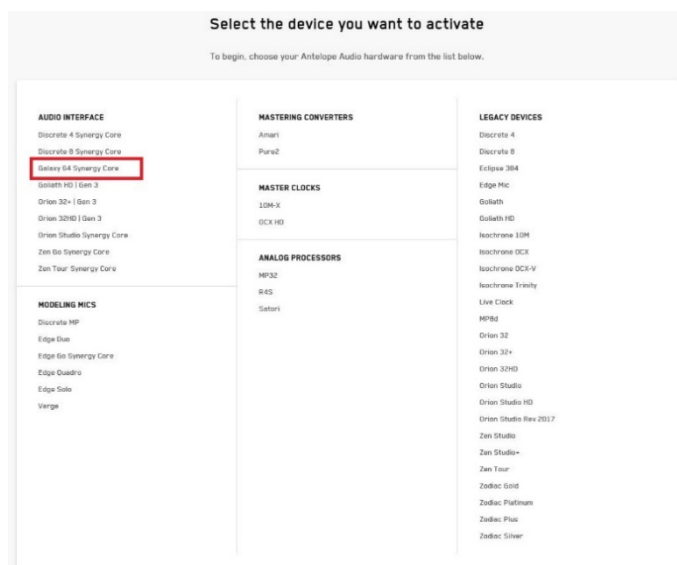 Select the device you want to activate
To begin, choose your Antelope Audio hardware from the list below.
AUDIO INTERFACE
Discrete 4 Synergy Core
Discrete 8 Synergy Core
Galaxy 64 Synergy Core
Goliath HD | Gen 3
Orion 32+ | Gen 3
Orion 32HD | Gen 3
Orion Studio Synergy Core
Zen Go Synergy Core
Zen Tour Synergy Core
MODELING MICS
Discrete MP
Edge Duo
Edge Go Synergy Core
Edge Quadro
Edge Solo
Verge
MASTERING CONVERTERS
Amari
Pure2
MASTER CLOCKS
10M-X
OCX HD
ANALOG PROCESSORS
MP32
R4S
Satori
LEGACY DEVICES
Discrete 4
Discrete 8
Eclipse 384
Edge Mic
Goliath
Goliath HD
Isochrone 10M
Isochrone OCX
Isochrone OCX-V
Isochrone Trinity
Live Clock
MP8d
Orion 32
Orion 32+
Orion 32HD
Orion Studio
Orion Studio HD
Orion Studio Rev 2017
Zen Studio
Zen Studio+
Zen Tour
Zodiac Gold
Zodiac Platinum
Zodiac Plus
Zodiac Silver